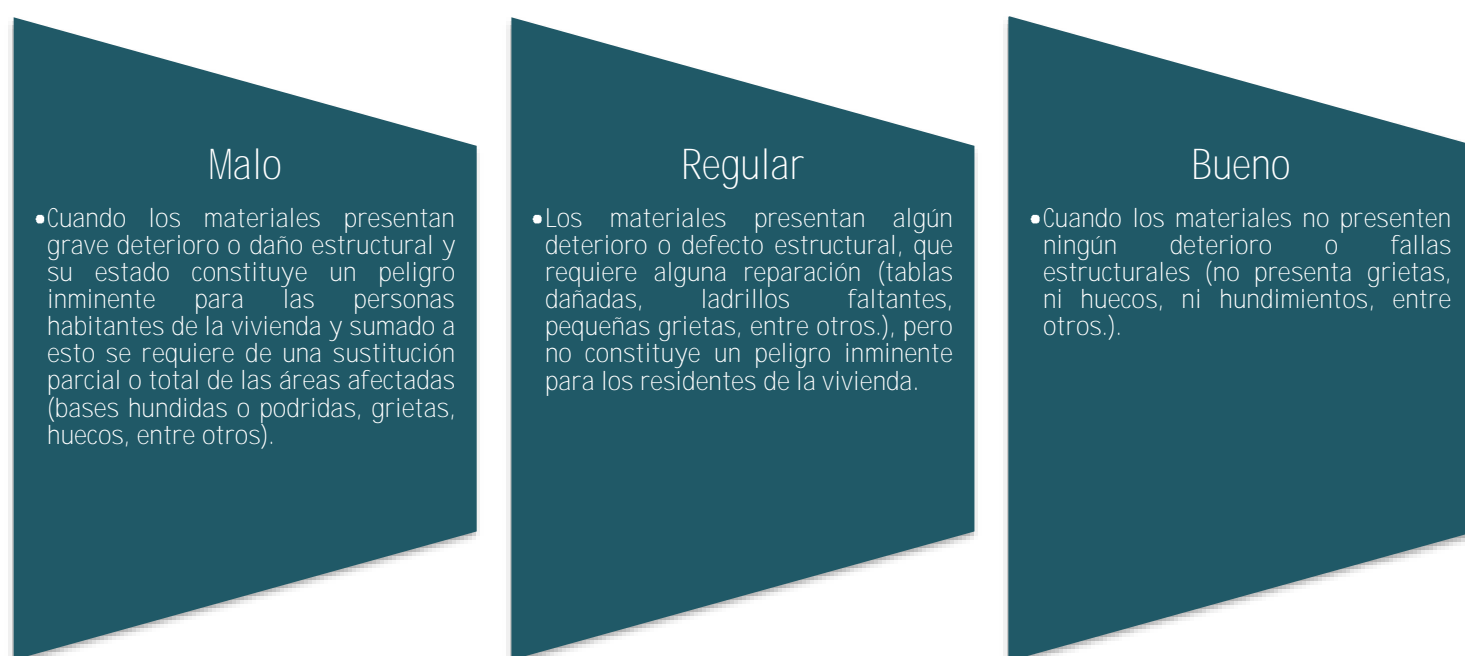 Malo
•Cuando los materiales presentan
grave deterioro o daño estructural y
su estado constituye un peligro
inminente para las personas
habitantes de la vivienda y sumado a
esto se requiere de una sustitución
parcial o total de las áreas afectadas
(bases hundidas o podridas, grietas,
huecos, entre otros).
Regular
•Los materiales presentan algún
deterioro o defecto estructural, que
requiere alguna reparación (tablas
dañadas, ladrillos faltantes,
pequeñas grietas, entre otros.), pero
no constituye un peligro inminente
para los residentes de la vivienda.
Bueno
•Cuando los materiales no presenten
ningún deterioro o fallas
estructurales (no presenta grietas,
ni huecos, ni hundimientos, entre
otros.).